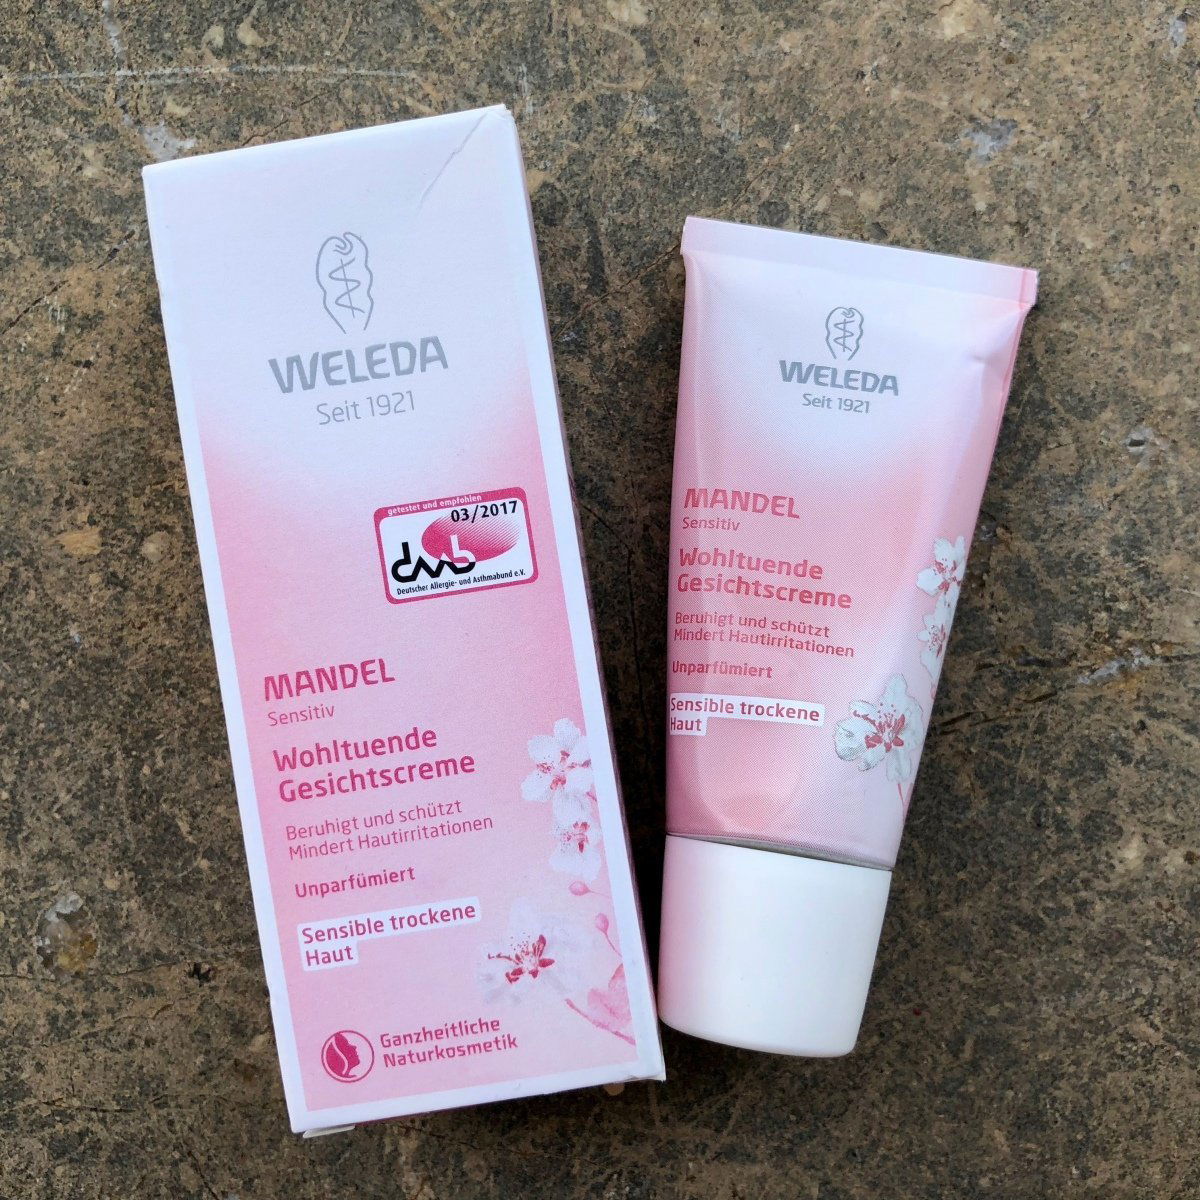 WELEDA
Seit 1921
getestet und empfohlen
03/2017
Deutscher Allergie- und Asthmabund e.V.
MANDEL
Sensitiv
Wohltuende
Gesichtscreme
Beruhigt und schützt
Mindert Hautirritationen
Unparfümiert
Sensible trockene
Haut
Ganzheitliche
Naturkosmetik
WELEDA
Seit 1921
MANDEL
Sensitiv
Wohltuende
Gesichtscreme
Beruhigt und schützt
Mindert Hautirritationen
Unparfümiert
Sensible trockene
Haut